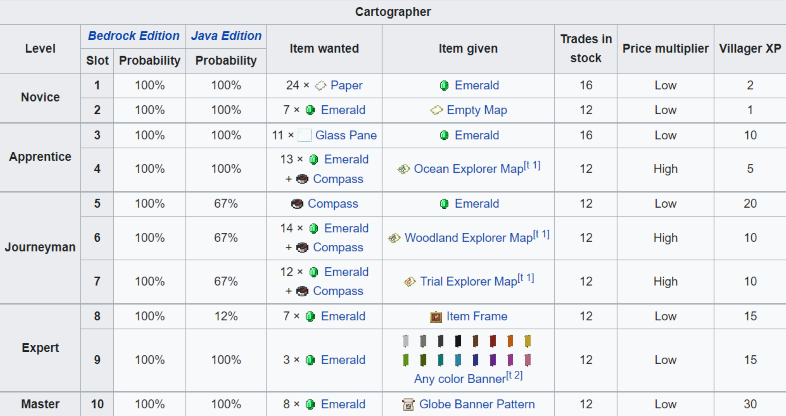 Cartographer
Level Bedrock Edition Java Edition Item wanted Item given Trades in stock Price multiplier Villager XP
Slot Probability Probability
Novice 1 100% 100% 24 × Paper Emerald 16 Low 2
2 100% 100% 7 × Emerald Empty Map 12 Low 1
Apprentice 3 100% 100% 11 × Glass Pane Emerald 16 Low 10
4 100% 100% 13 × Emerald + Compass Ocean Explorer Map[t 1] 12 High 5
Journeyman 5 100% 67% Compass Emerald 12 Low 20
6 100% 67% 14 × Emerald + Compass Woodland Explorer Map[t 1] 12 High 10
7 100% 67% 12 × Emerald + Compass Trial Explorer Map[t 1] 12 High 10
Expert 8 100% 12% 7 × Emerald Item Frame 12 Low 15
9 100% 100% 3 × Emerald Any color Banner[t 2] 12 Low 15
Master 10 100% 100% 8 × Emerald Globe Banner Pattern 12 Low 30